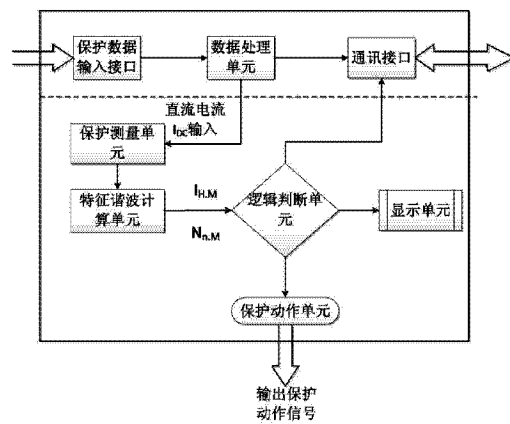 保护数据
输入接口
数据处理
单元
通讯接口
直流电流
I_DC输入
保护测量单
元
特征谐波计
算单元
I_H.M
N_n.M
逻辑判断单
元
显示单元
保护动作单元
输出保护
动作信号